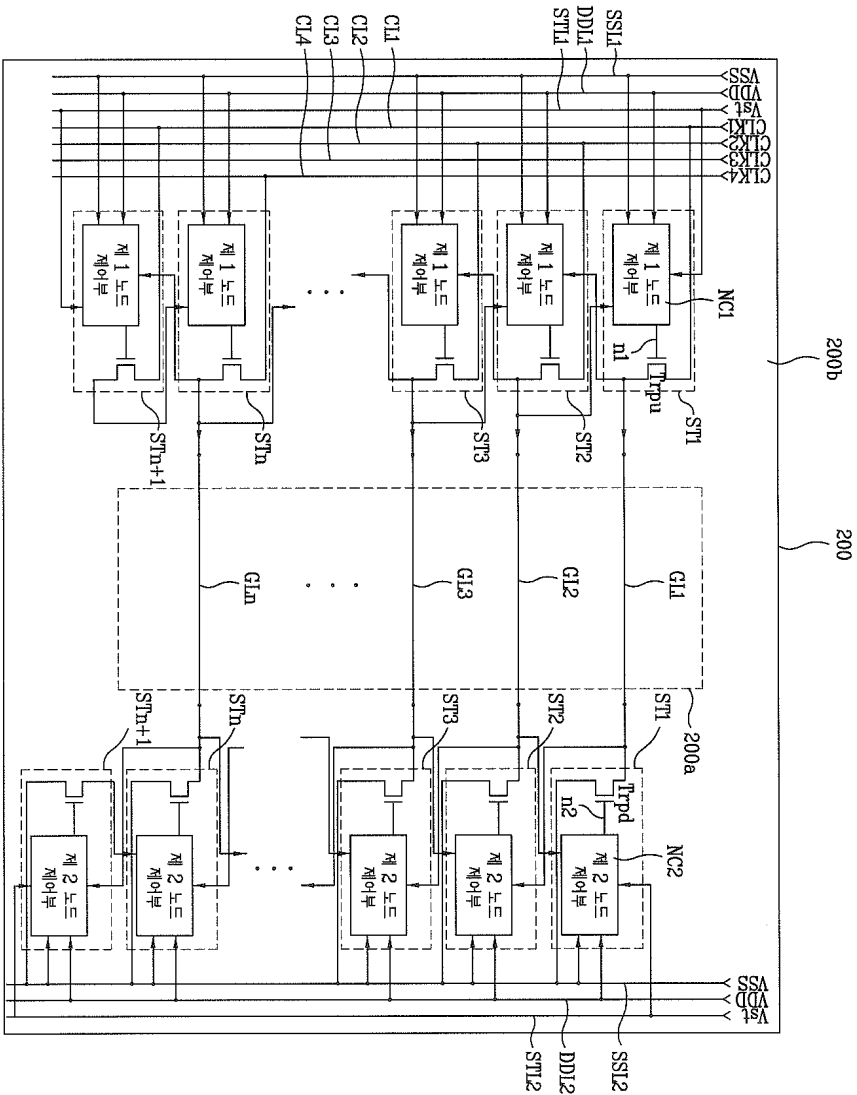 SSL1
DDL1
STL1
CL1
CL2
CL3
CL4
VSS
VDD
Vst
CLK1
CLK2
CLK3
CLK4
제 1 노드
제어부
NC1
n1
Trpu
ST1
제 1 노드
제어부
ST2
제 1 노드
제어부
ST3
제 1 노드
제어부
STn
제 1 노드
제어부
STn+1
200b
200
GL1
GL2
GL3
GLn
200a
ST1
Trpd
n2
제 2 노드
제어부
NC2
ST2
제 2 노드
제어부
ST3
제 2 노드
제어부
STn
제 2 노드
제어부
STn+1
제 2 노드
제어부
VSS
VDD
Vst
SSL2
DDL2
STL2